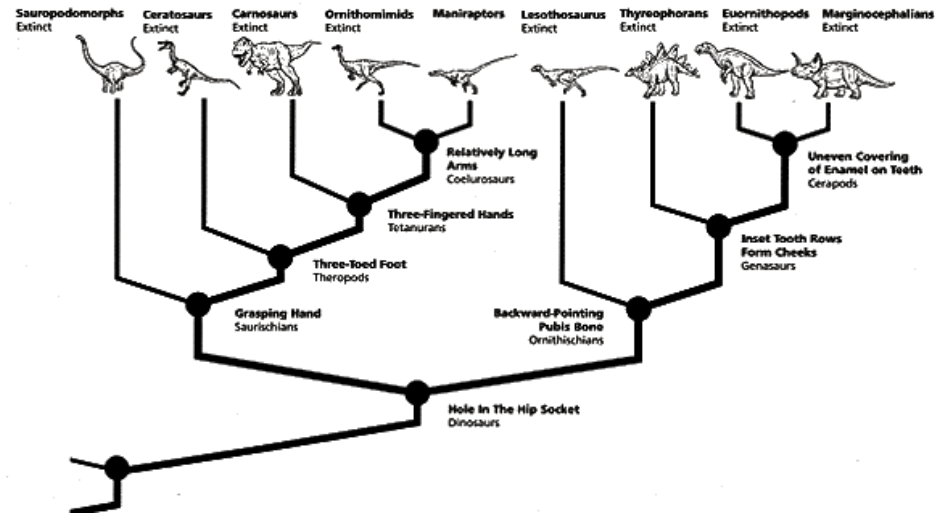 Sauropodomorphs
Extinct
Ceratosaurs
Extinct
Carnosaurs
Extinct
Ornithomimids
Extinct
Maniraptors
Lesothosaurus
Extinct
Thyreophorans
Extinct
Euornithopods
Extinct
Marginocephalians
Extinct
Relatively Long
Arms
Coelurosaurs
Uneven Covering
of Enamel on Teeth
Cerapods
Three-Fingered Hands
Tetanurans
Inset Tooth Rows
Form Cheeks
Genasaurs
Three-Toed Foot
Theropods
Grasping Hand
Saurischians
Backward-Pointing
Pubis Bone
Ornithischians
Hole In The Hip Socket
Dinosaurs